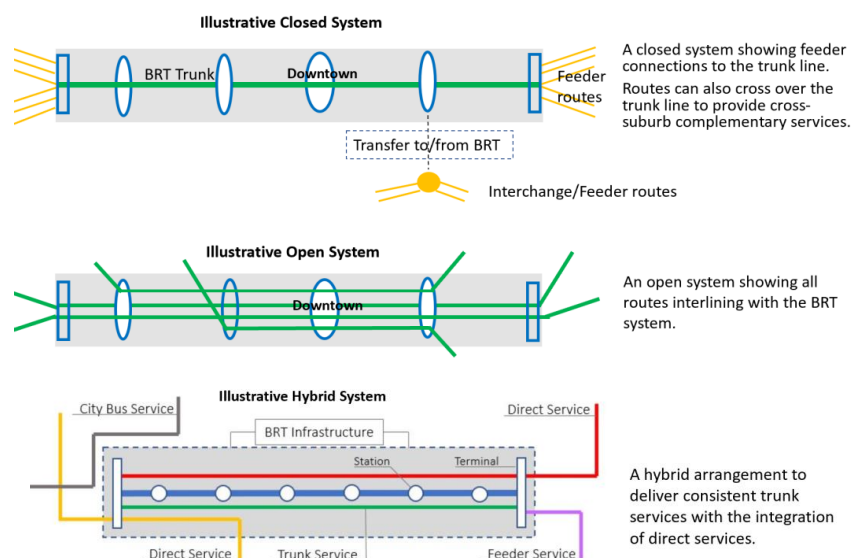 Illustrative Closed System
BRT Trunk
Downtown
Feeder
routes
A closed system showing feeder
connections to the trunk line.
Routes can also cross over the
trunk line to provide cross-
suburb complementary services.
Transfer to/from BRT
Interchange/Feeder routes
Illustrative Open System
Downtown
An open system showing all
routes interlining with the BRT
system.
Illustrative Hybrid System
City Bus Service
Direct Service
BRT Infrastructure
Station
Terminal
A hybrid arrangement to
deliver consistent trunk
services with the integration
of direct services.
Direct Service
Trunk Service
Feeder Service